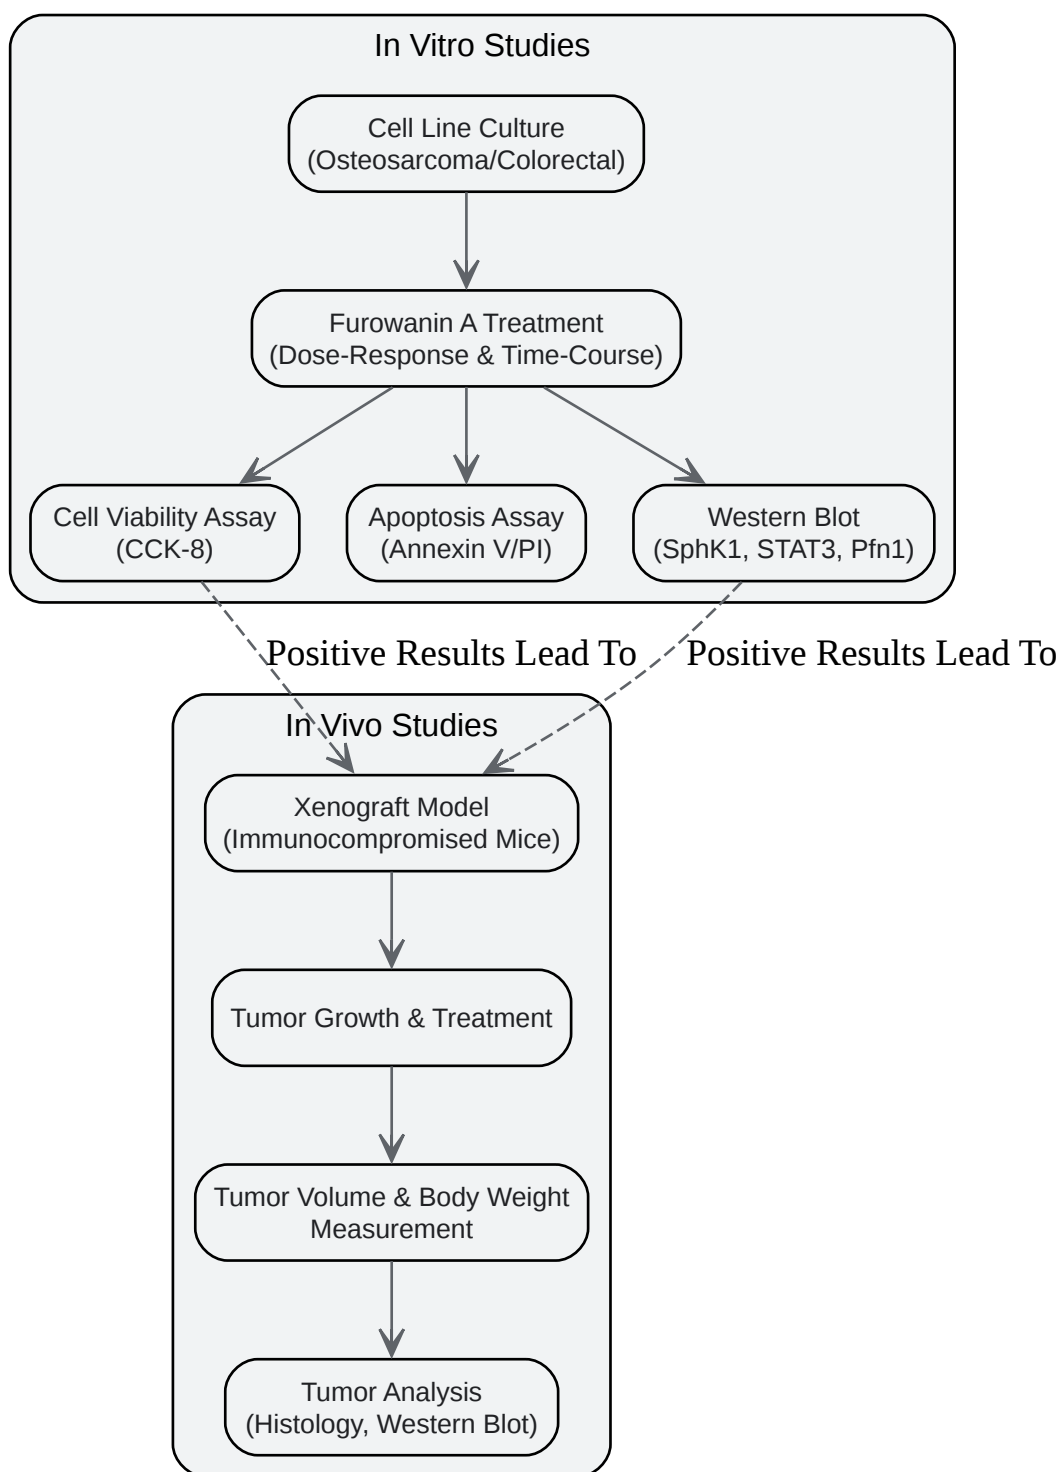 In Vitro Studies
Cell Line Culture
(Osteosarcoma/Colorectal)
Furowanin A Treatment
(Dose-Response & Time-Course)
Cell Viability Assay
(CCK-8)
Apoptosis Assay
(Annexin V/PI)
Western Blot
(SphK1, STAT3, Pfn1)
Positive Results Lead To
Positive Results Lead To
In Vivo Studies
Xenograft Model
(Immunocompromised Mice)
Tumor Growth & Treatment
Tumor Volume & Body Weight
Measurement
Tumor Analysis
(Histology, Western Blot)